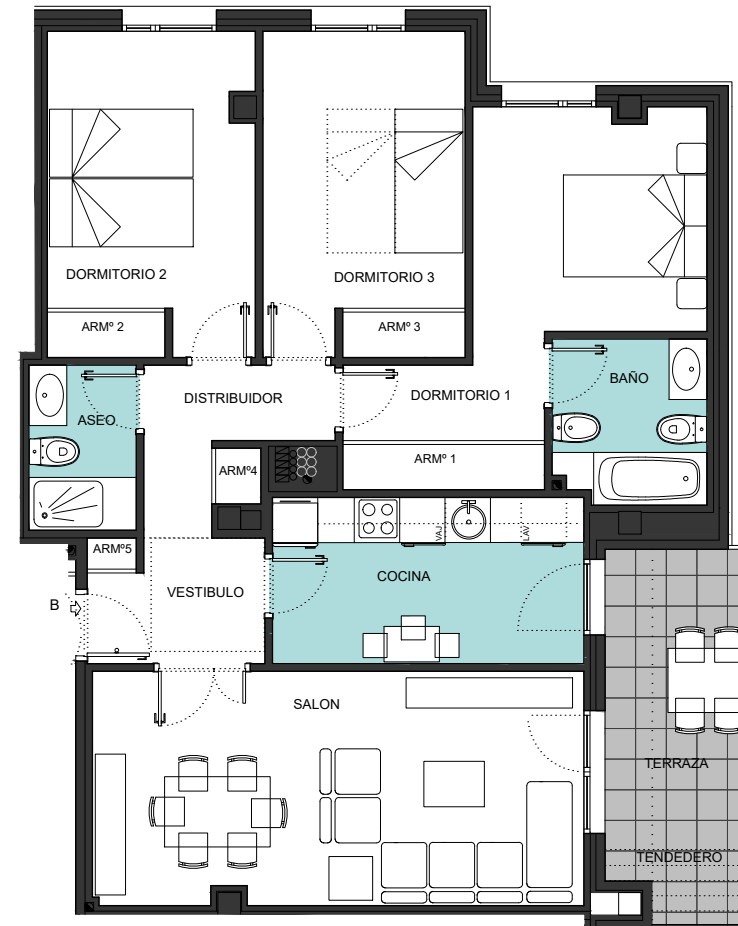 DORMITORIO 2
DORMITORIO 3
ARMº 2
ARMº 3
BAÑO
DISTRIBUIDOR
DORMITORIO 1
ASEO
ARMº 1
ARMº4
VAJ
LAV
ARMº5
COCINA
VESTIBULO
B
SALON
TERRAZA
TENDEDERO